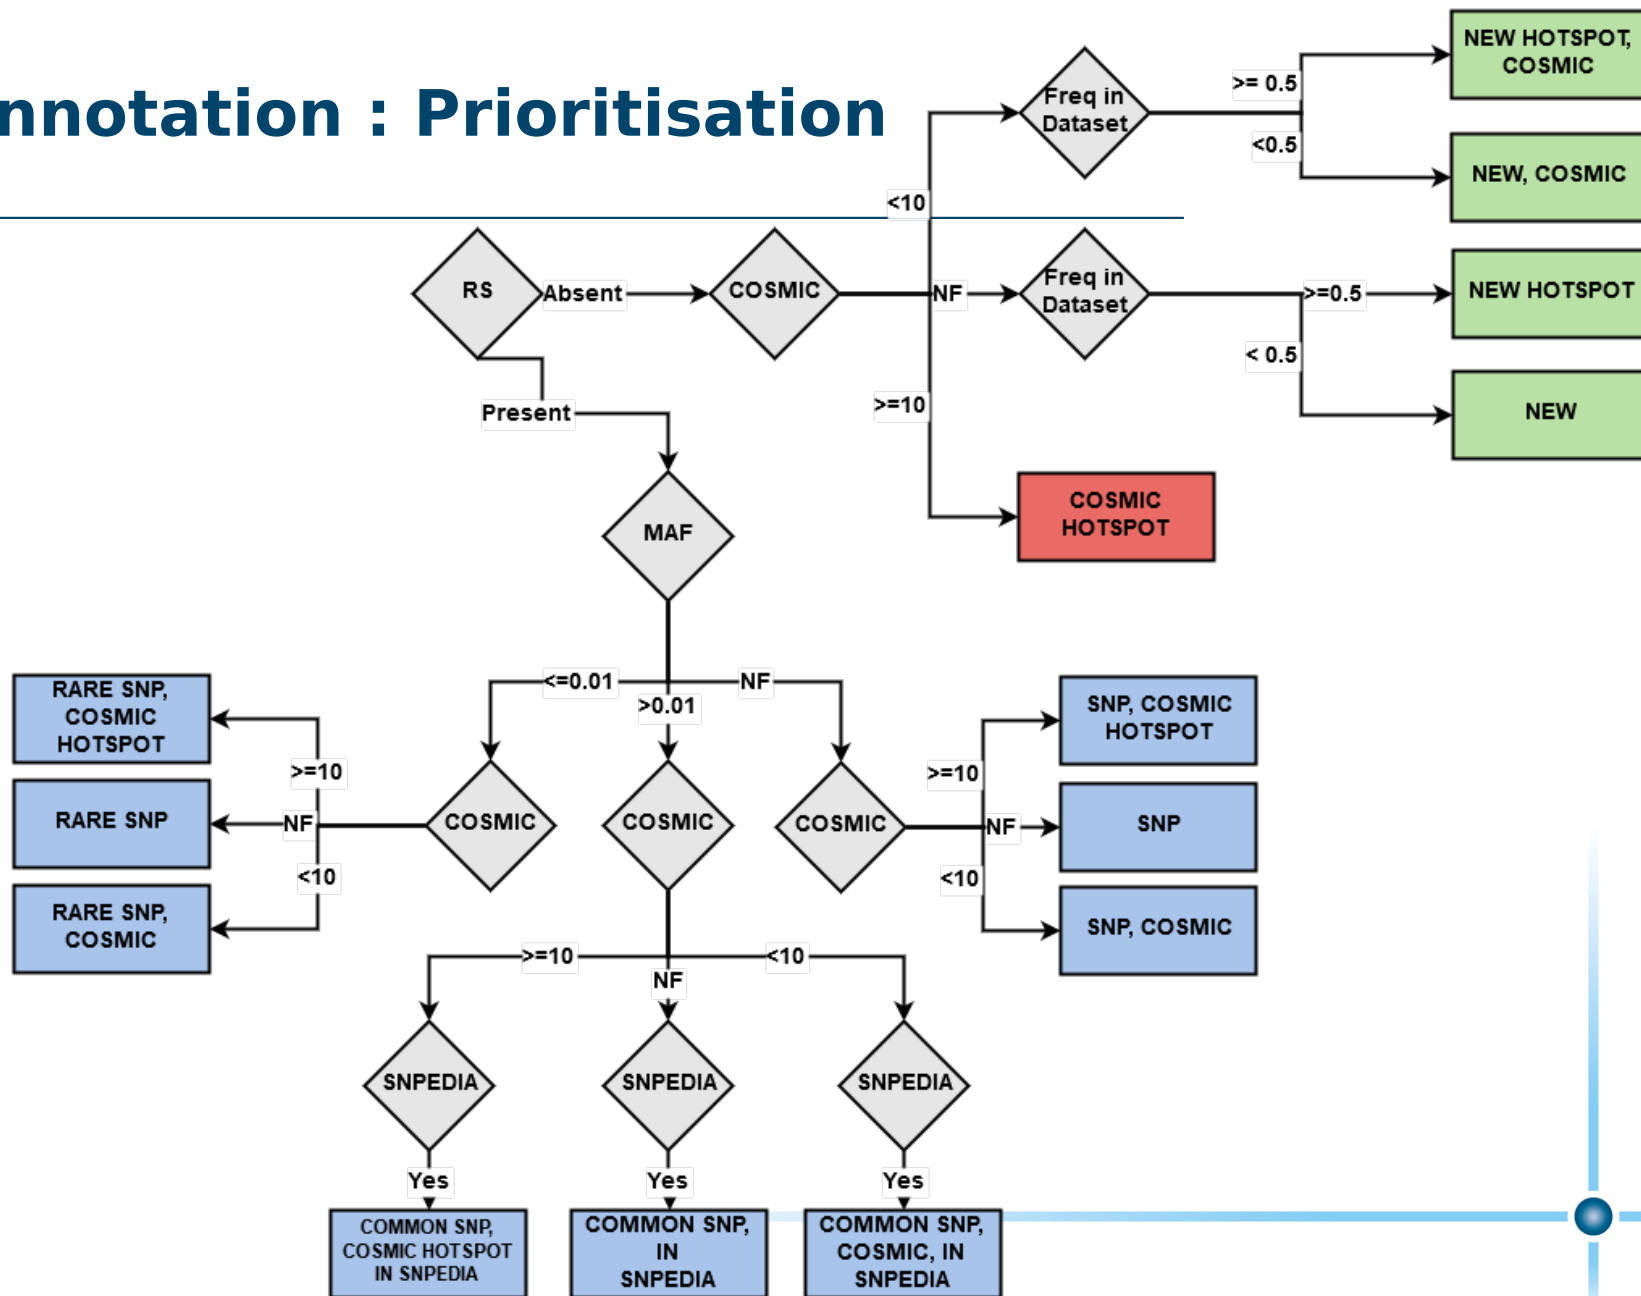 nnotation : Prioritisation
NEW HOTSPOT,
COSMIC
>= 0.5
Freq in
Dataset
<0.5
NEW, COSMIC
<10
RS
Absent
COSMIC
NF
Freq in
Dataset
>=0.5
NEW HOTSPOT
< 0.5
NEW
>=10
Present
COSMIC
HOTSPOT
MAF
<=0.01
>0.01
NF
RARE SNP,
COSMIC
HOTSPOT
>=10
RARE SNP
NF
<10
RARE SNP,
COSMIC
COSMIC
COSMIC
COSMIC
>=10
SNP, COSMIC
HOTSPOT
NF
SNP
<10
SNP, COSMIC
>=10
NF
<10
SNPEDIA
SNPEDIA
SNPEDIA
Yes
Yes
Yes
COMMON SNP,
COSMIC HOTSPOT
IN SNPEDIA
COMMON SNP,
IN
SNPEDIA
COMMON SNP,
COSMIC, IN
SNPEDIA